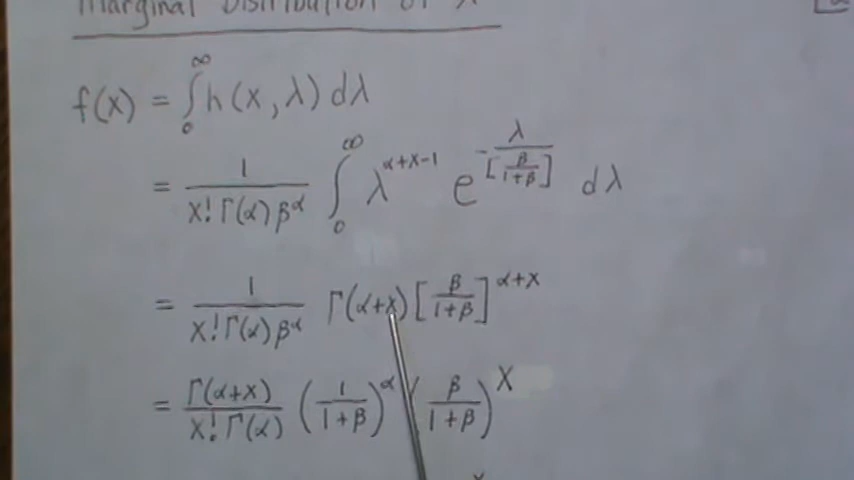 Marginal Distribution of X
f(x) = ∫₀^∞ h(x, λ) dλ
= 1/(x! Γ(α) β^α) ∫₀^∞ λ^(α+x-1) e^(-λ/[β/(1+β)]) dλ
= 1/(x! Γ(α) β^α) Γ(α+x) [β/(1+β)]^(α+x)
= Γ(α+x)/(x! Γ(α)) (1/(1+β))^α (β/(1+β))^x